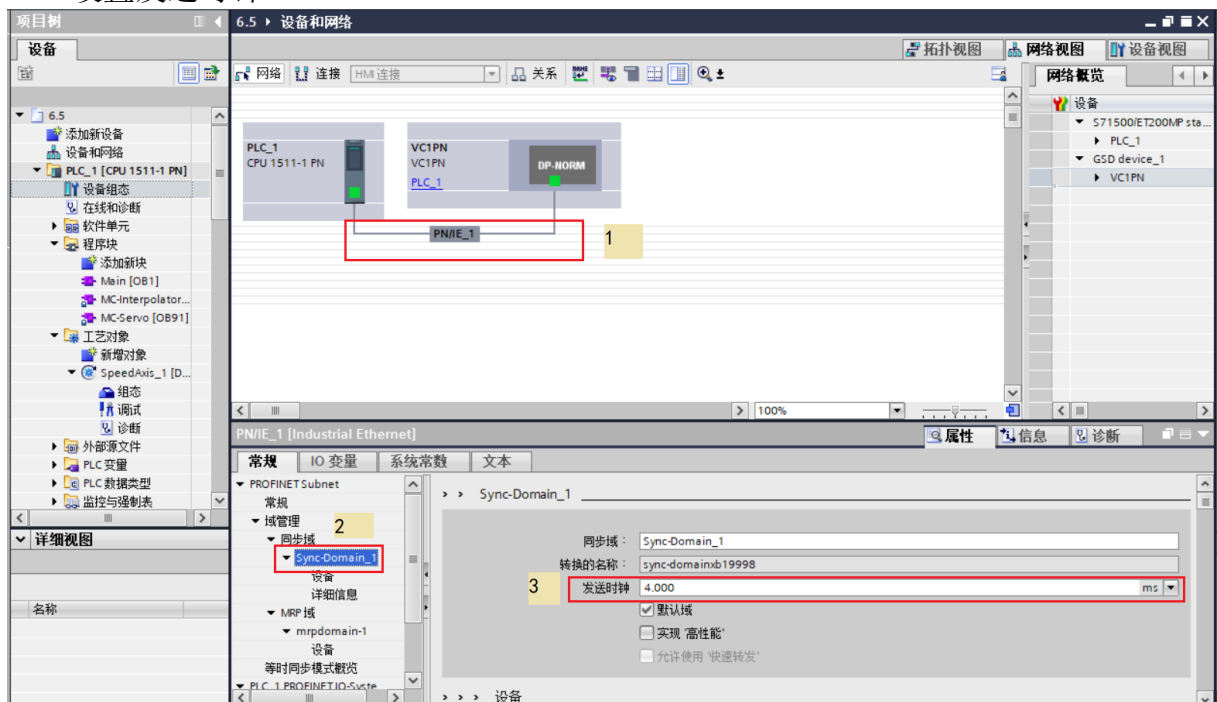 项目树
6.5 ▸ 设备和网络
设备
拓扑视图
网络视图
设备视图
网络
连接
HMI 连接
关系
网络概览
6.5
添加新设备
设备和网络
PLC_1 [CPU 1511-1 PN]
设备组态
在线和诊断
软件单元
程序块
添加新块
Main [OB1]
MC-Interpolator...
MC-Servo [OB91]
工艺对象
新增对象
SpeedAxis_1 [D...
组态
调试
诊断
外部源文件
PLC 变量
PLC 数据类型
监控与强制表
PLC_1
CPU 1511-1 PN
VC1PN
VC1PN
PLC_1
DP-NORM
PN/IE_1
1
设备
S71500/ET200MP sta...
PLC_1
GSD device_1
VC1PN
100%
详细视图
名称
PN/IE_1 [Industrial Ethernet]
属性
信息
诊断
常规
IO 变量
系统常数
文本
PROFINET Subnet
常规
域管理
2
同步域
Sync-Domain_1
设备
详细信息
MRP 域
mrpdomain-1
设备
等时同步模式概览
PLC_1.PROFINET IO-Syste
> > Sync-Domain_1
同步域：
Sync-Domain_1
转换的名称：
sync-domainxb19998
3
发送时钟
4.000
ms
默认域
实现 '高性能'
允许使用 '快速转发'
> > > 设备